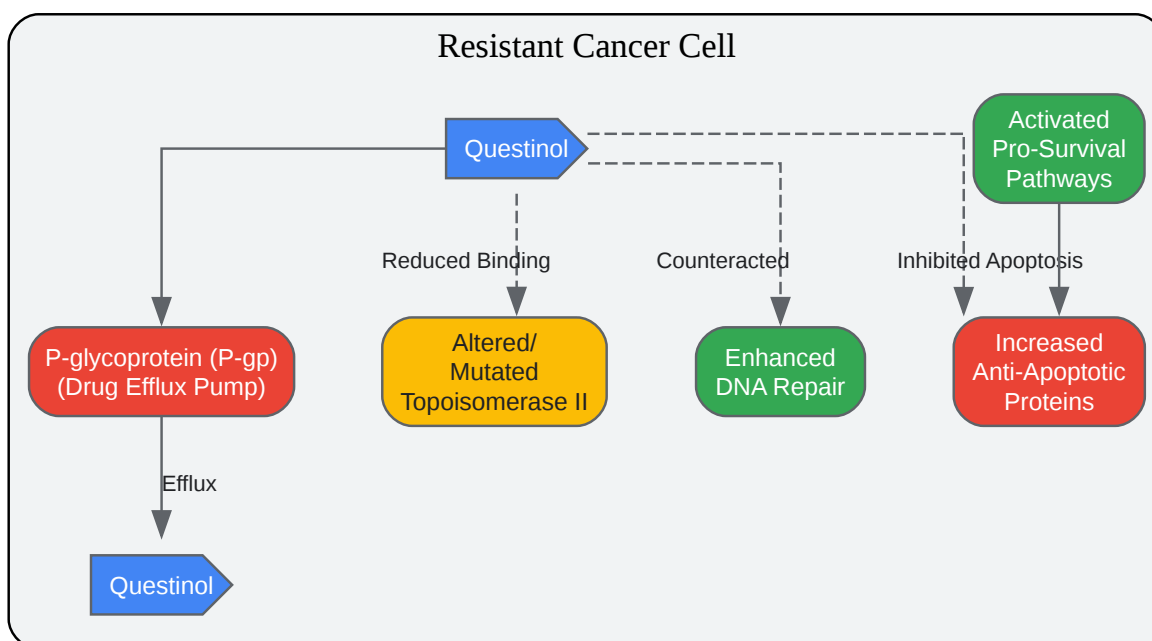 Resistant Cancer Cell
Questinol
Activated
Pro-Survival
Pathways
Reduced Binding
Counteracted
Inhibited Apoptosis
P-glycoprotein (P-gp)
(Drug Efflux Pump)
Altered/
Mutated
Topoisomerase II
Enhanced
DNA Repair
Increased
Anti-Apoptotic
Proteins
Efflux
Questinol